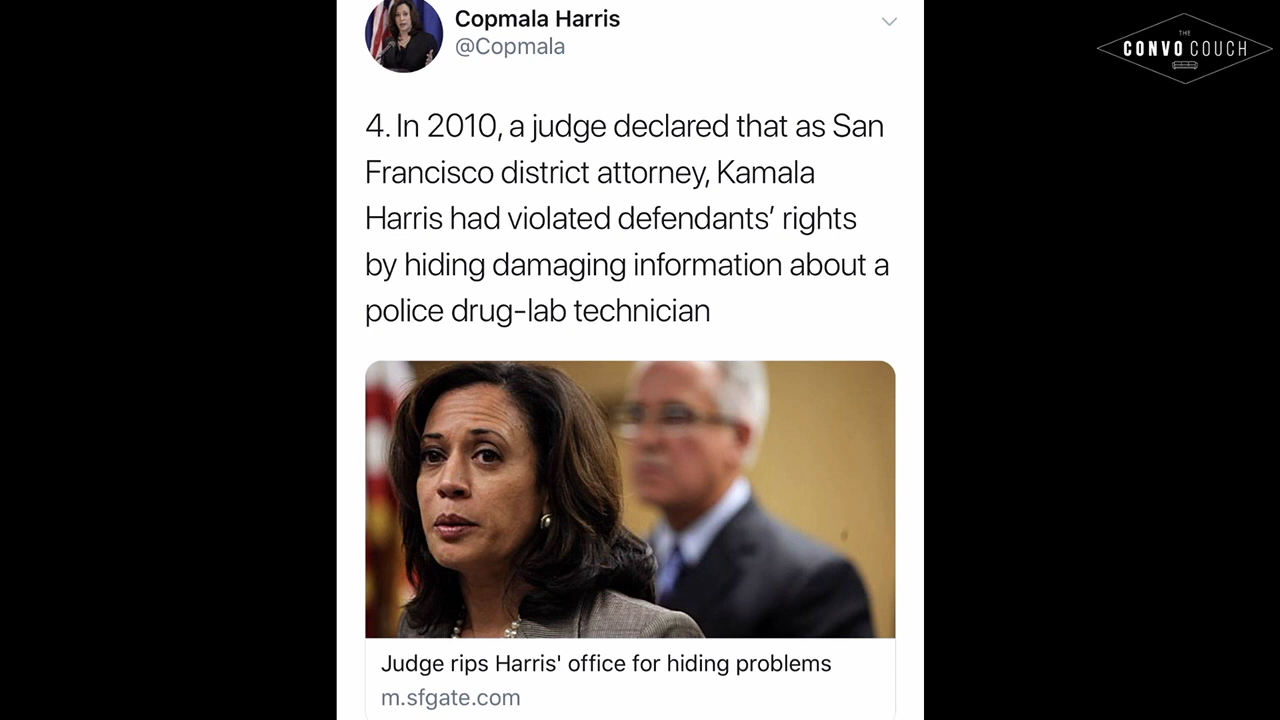 Copmala Harris
@Copmala
THE
CONVO COUCH
4. In 2010, a judge declared that as San
Francisco district attorney, Kamala
Harris had violated defendants’ rights
by hiding damaging information about a
police drug-lab technician
Judge rips Harris' office for hiding problems
m.sfgate.com